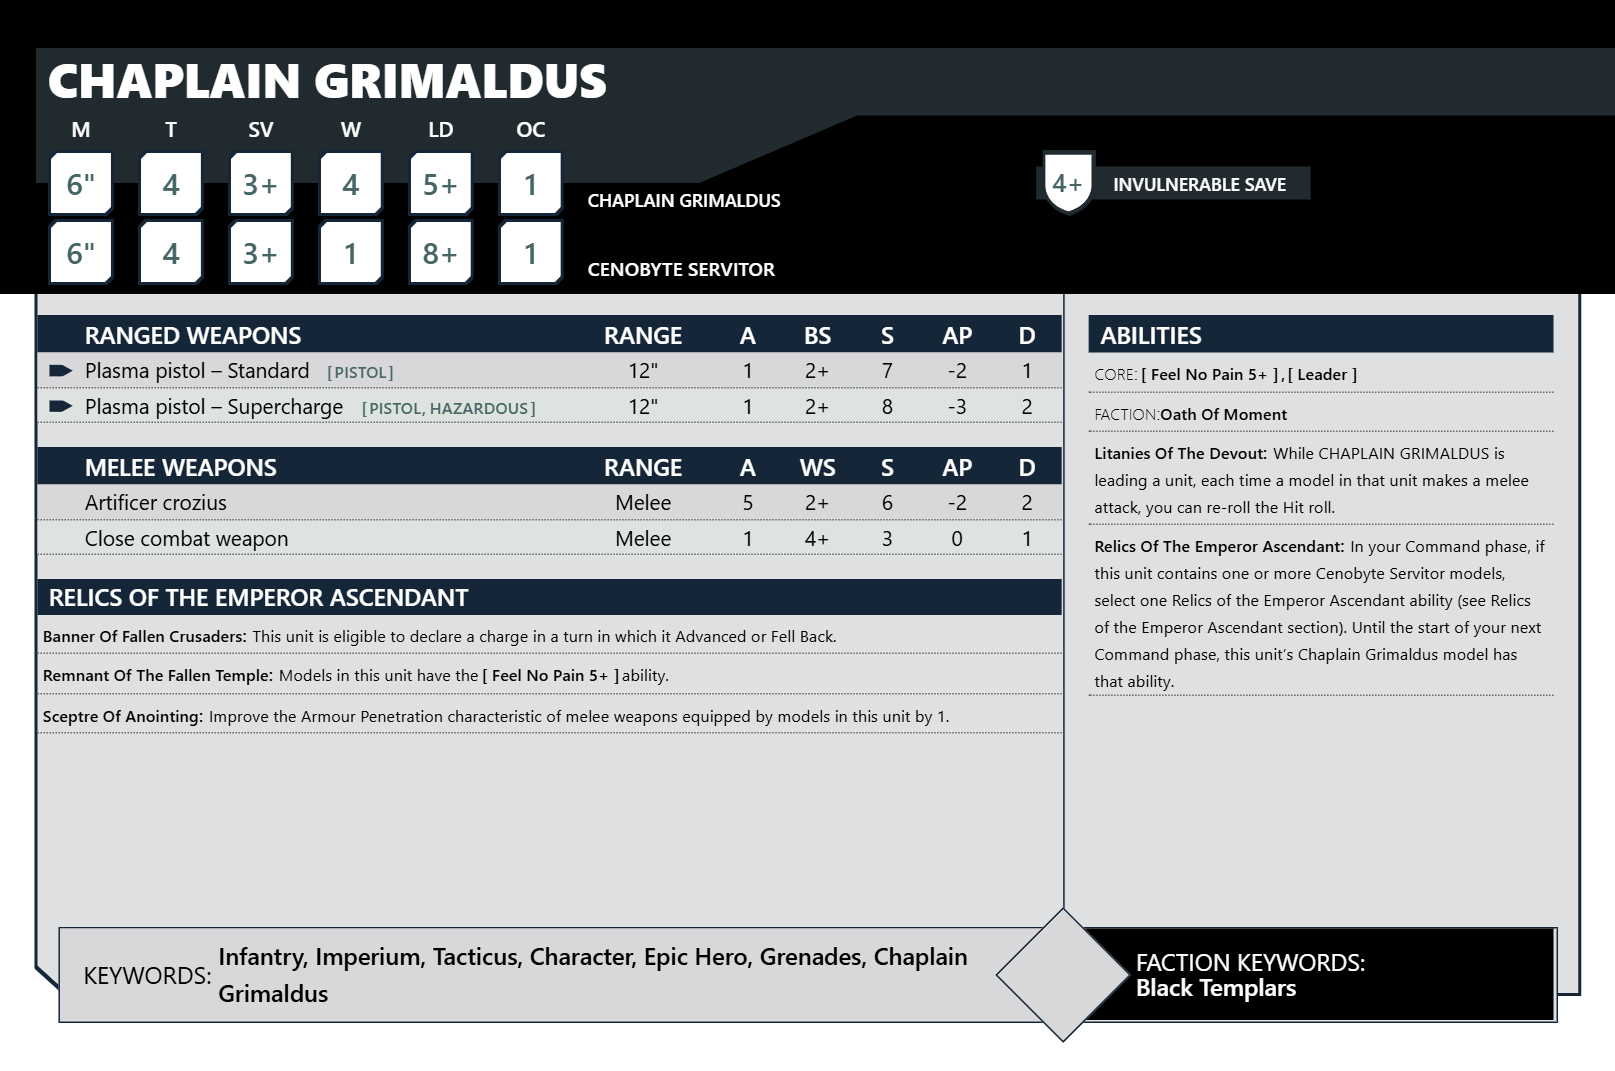 CHAPLAIN GRIMALDUS
M T SV W LD OC
6" 4 3+ 4 5+ 1 CHAPLAIN GRIMALDUS
4+ INVULNERABLE SAVE
6" 4 3+ 1 8+ 1 CENOBYTE SERVITOR
RANGED WEAPONS RANGE A BS S AP D
Plasma pistol – Standard [PISTOL] 12" 1 2+ 7 -2 1
Plasma pistol – Supercharge [PISTOL, HAZARDOUS] 12" 1 2+ 8 -3 2
MELEE WEAPONS RANGE A WS S AP D
Artificer crozius Melee 5 2+ 6 -2 2
Close combat weapon Melee 1 4+ 3 0 1
RELICS OF THE EMPEROR ASCENDANT
Banner Of Fallen Crusaders: This unit is eligible to declare a charge in a turn in which it Advanced or Fell Back.
Remnant Of The Fallen Temple: Models in this unit have the [ Feel No Pain 5+ ] ability.
Sceptre Of Anointing: Improve the Armour Penetration characteristic of melee weapons equipped by models in this unit by 1.
ABILITIES
CORE: [ Feel No Pain 5+ ] , [ Leader ]
FACTION:Oath Of Moment
Litanies Of The Devout: While CHAPLAIN GRIMALDUS is
leading a unit, each time a model in that unit makes a melee
attack, you can re-roll the Hit roll.
Relics Of The Emperor Ascendant: In your Command phase, if
this unit contains one or more Cenobyte Servitor models,
select one Relics of the Emperor Ascendant ability (see Relics
of the Emperor Ascendant section). Until the start of your next
Command phase, this unit's Chaplain Grimaldus model has
that ability.
KEYWORDS: Infantry, Imperium, Tacticus, Character, Epic Hero, Grenades, Chaplain
Grimaldus
FACTION KEYWORDS:
Black Templars